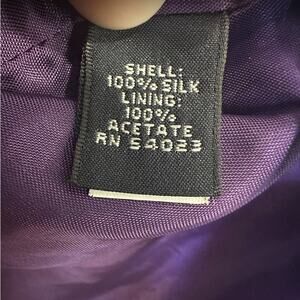 SHELL:
100% SILK
LINING:
100%
ACETATE
RN 54023